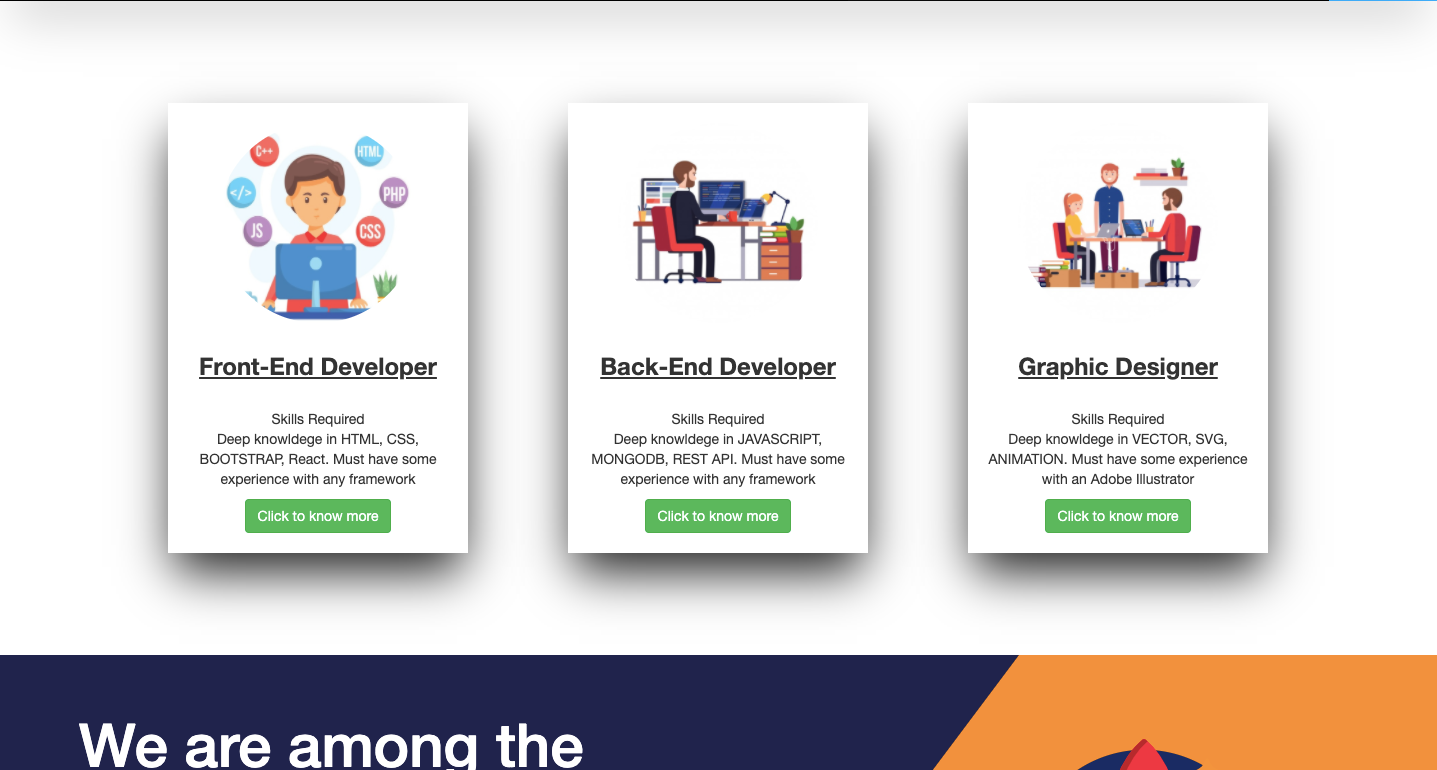 C++
HTML
</>
PHP
JS
CSS
Front-End Developer
Skills Required
Deep knowldege in HTML, CSS,
BOOTSTRAP, React. Must have some
experience with any framework
Click to know more
Back-End Developer
Skills Required
Deep knowldege in JAVASCRIPT,
MONGODB, REST API. Must have some
experience with any framework
Click to know more
Graphic Designer
Skills Required
Deep knowldege in VECTOR, SVG,
ANIMATION. Must have some experience
with an Adobe Illustrator
Click to know more
We are among the